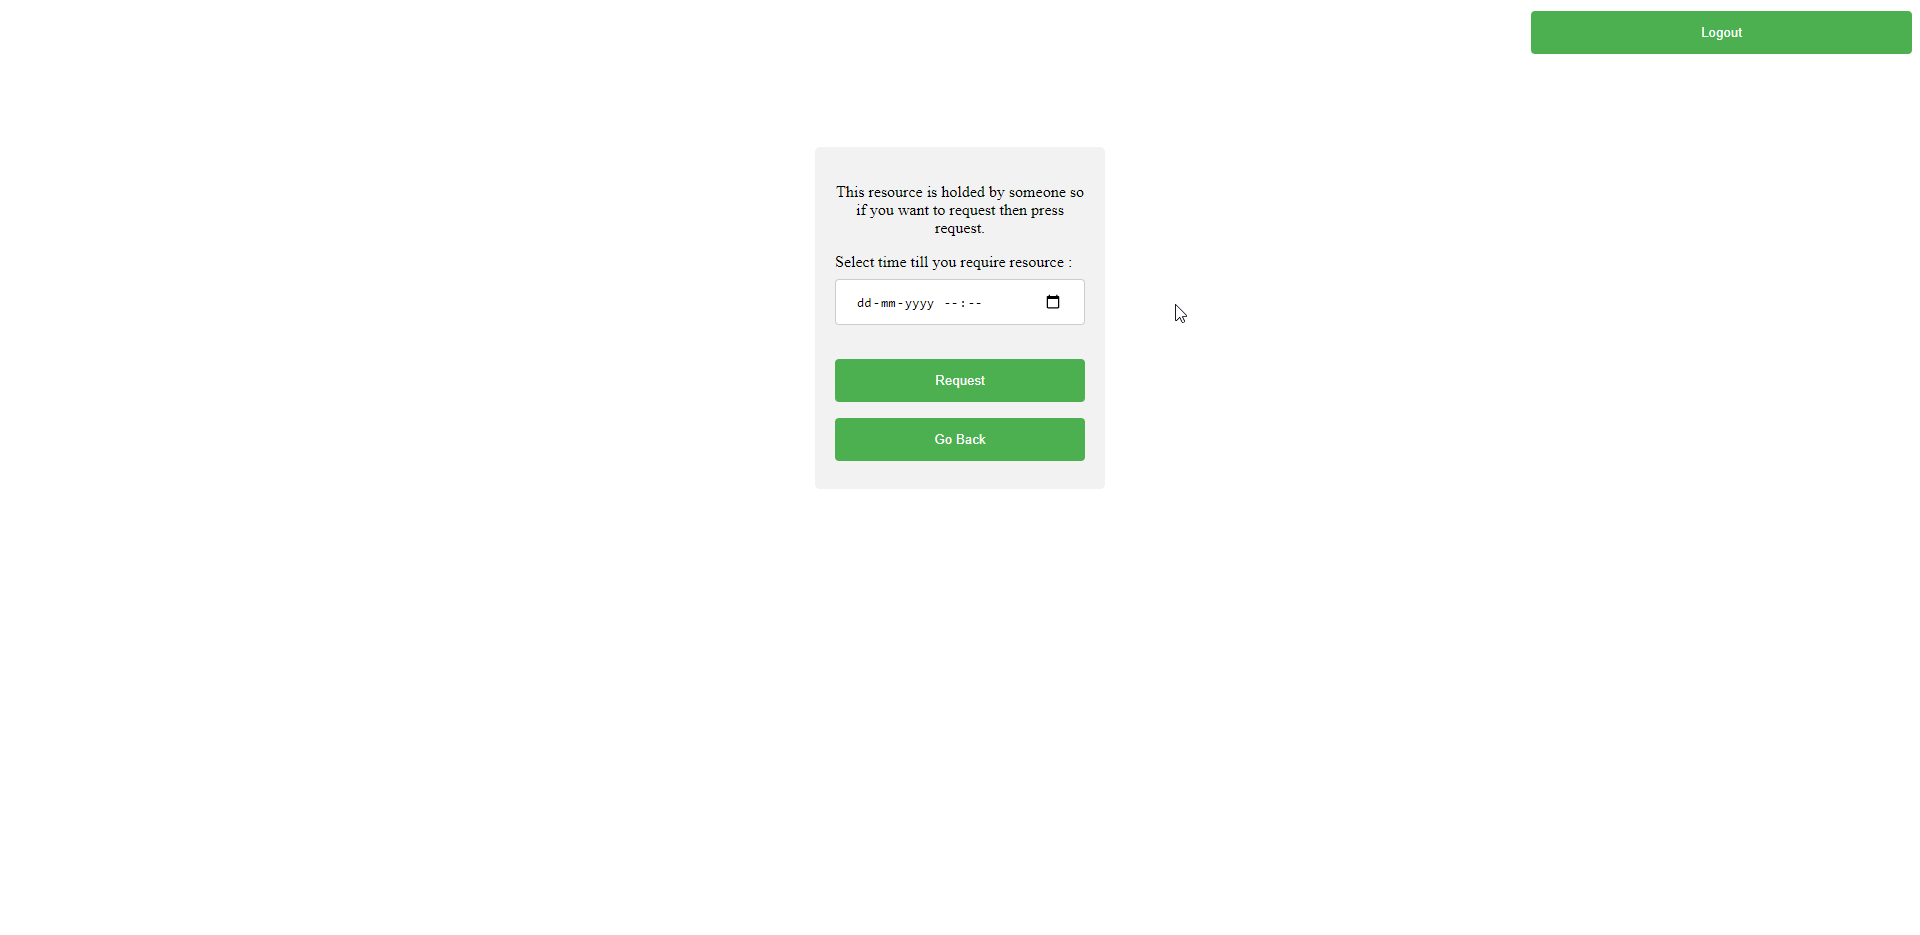 Logout
This resource is holded by someone so
if you want to request then press
request.
Select time till you require resource :
dd-mm-yyyy --:--
Request
Go Back